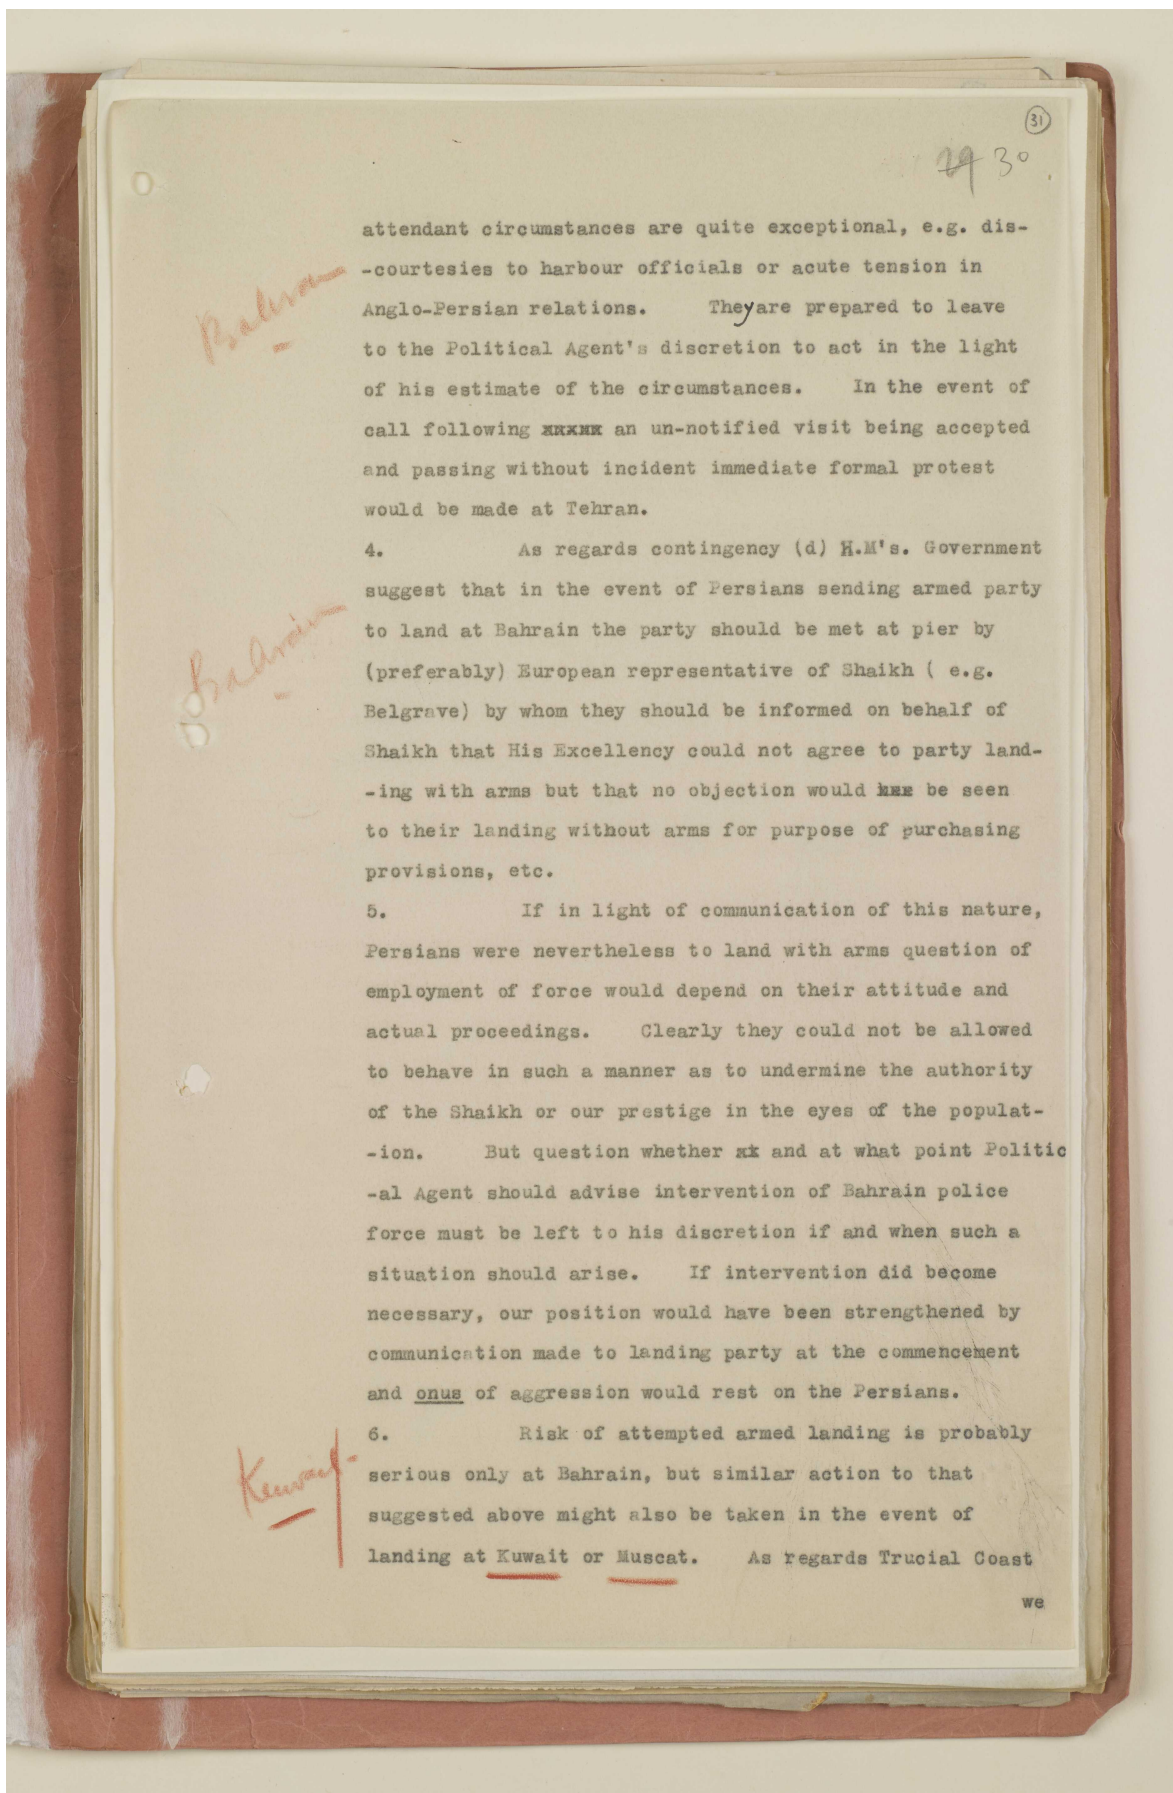 31
29 30
attendant circumstances are quite exceptional, e.g. dis-
-courtesies to harbour officials or acute tension in
Bahrain
Anglo-Persian relations. They are prepared to leave
to the Political Agent's discretion to act in the light
of his estimate of the circumstances. In the event of
call following xxxxx an un-notified visit being accepted
and passing without incident immediate formal protest
would be made at Tehran.
4. As regards contingency (d) H.M's. Government
suggest that in the event of Persians sending armed party
Bahrain
to land at Bahrain the party should be met at pier by
(preferably) European representative of Shaikh ( e.g.
Belgrave) by whom they should be informed on behalf of
Shaikh that His Excellency could not agree to party land-
-ing with arms but that no objection would xxx be seen
to their landing without arms for purpose of purchasing
provisions, etc.
5. If in light of communication of this nature,
Persians were nevertheless to land with arms question of
employment of force would depend on their attitude and
actual proceedings. Clearly they could not be allowed
to behave in such a manner as to undermine the authority
of the Shaikh or our prestige in the eyes of the populat-
-ion. But question whether xx and at what point Politic
-al Agent should advise intervention of Bahrain police
force must be left to his discretion if and when such a
situation should arise. If intervention did become
necessary, our position would have been strengthened by
communication made to landing party at the commencement
and onus of aggression would rest on the Persians.
6. Risk of attempted armed landing is probably
Kuwait
serious only at Bahrain, but similar action to that
suggested above might also be taken in the event of
landing at Kuwait or Muscat. As regards Trucial Coast
we